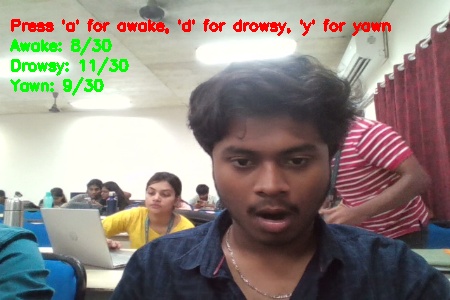 Press 'a' for awake, 'd' for drowsy, 'y' for yawn
Awake: 8/30
Drowsy: 11/30
Yawn: 9/30